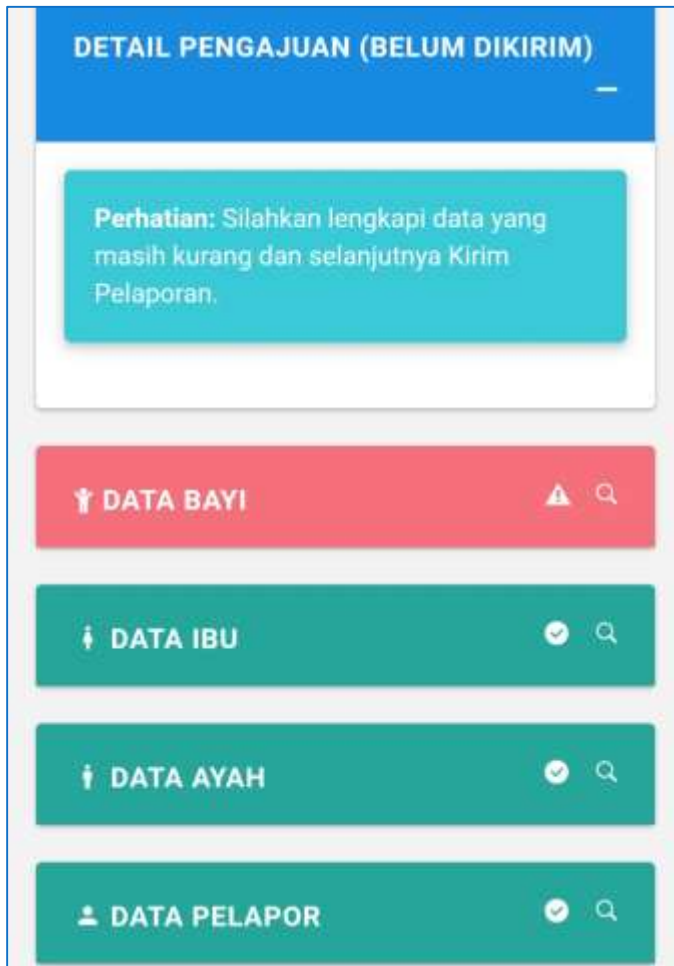 DETAIL PENGAJUAN (BELUM DIKIRIM)
Perhatian: Silahkan lengkapi data yang
masih kurang dan selanjutnya Kirim
Pelaporan.
DATA BAYI
DATA IBU
DATA AYAH
DATA PELAPOR